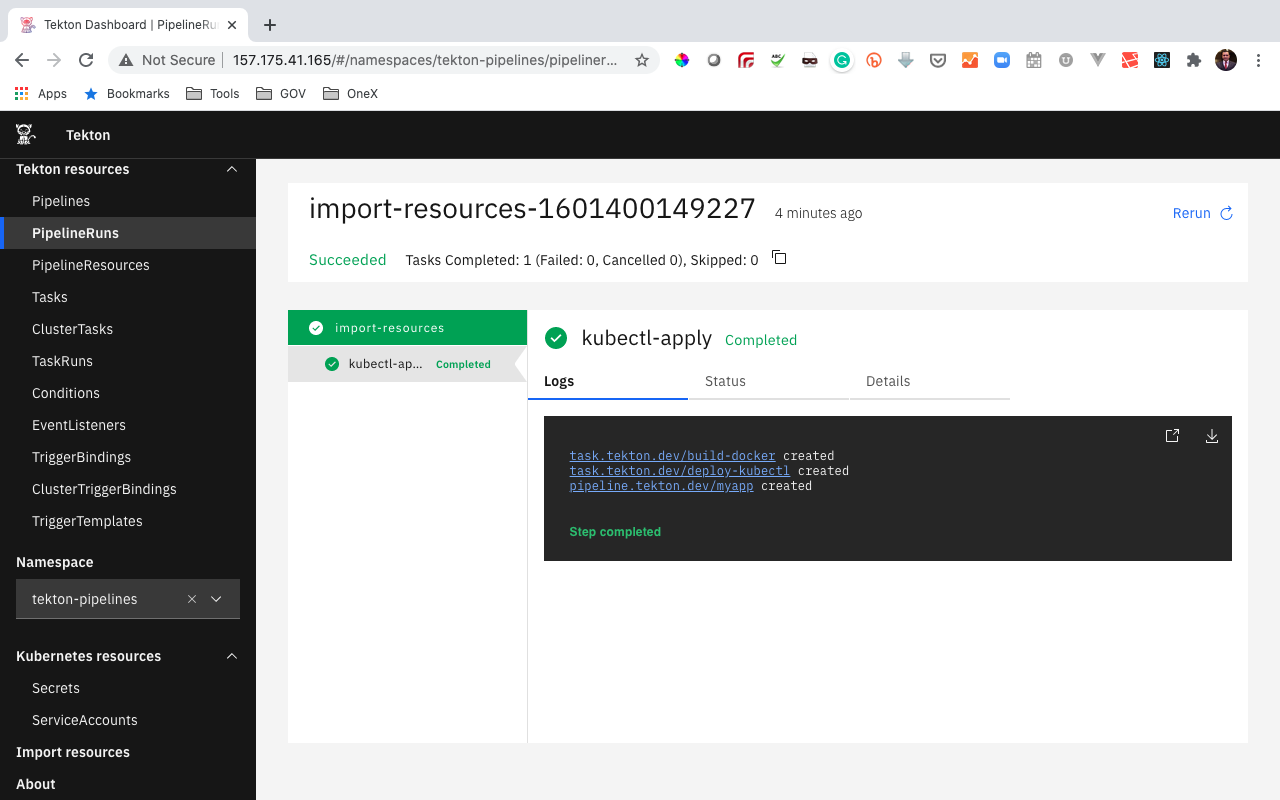 Tekton Dashboard | PipelineRu
Not Secure 157.175.41.165/#/namespaces/tekton-pipelines/pipeliner...
Apps Bookmarks Tools GOV OneX
Tekton
Tekton resources
Pipelines
PipelineRuns
PipelineResources
Tasks
ClusterTasks
TaskRuns
Conditions
EventListeners
TriggerBindings
ClusterTriggerBindings
TriggerTemplates
Namespace
tekton-pipelines
Kubernetes resources
Secrets
ServiceAccounts
Import resources
About
import-resources-1601400149227 4 minutes ago Rerun
Succeeded Tasks Completed: 1 (Failed: 0, Cancelled 0), Skipped: 0
import-resources
kubectl-ap... Completed
kubectl-apply Completed
Logs Status Details
task.tekton.dev/build-docker created
task.tekton.dev/deploy-kubectl created
pipeline.tekton.dev/myapp created
Step completed